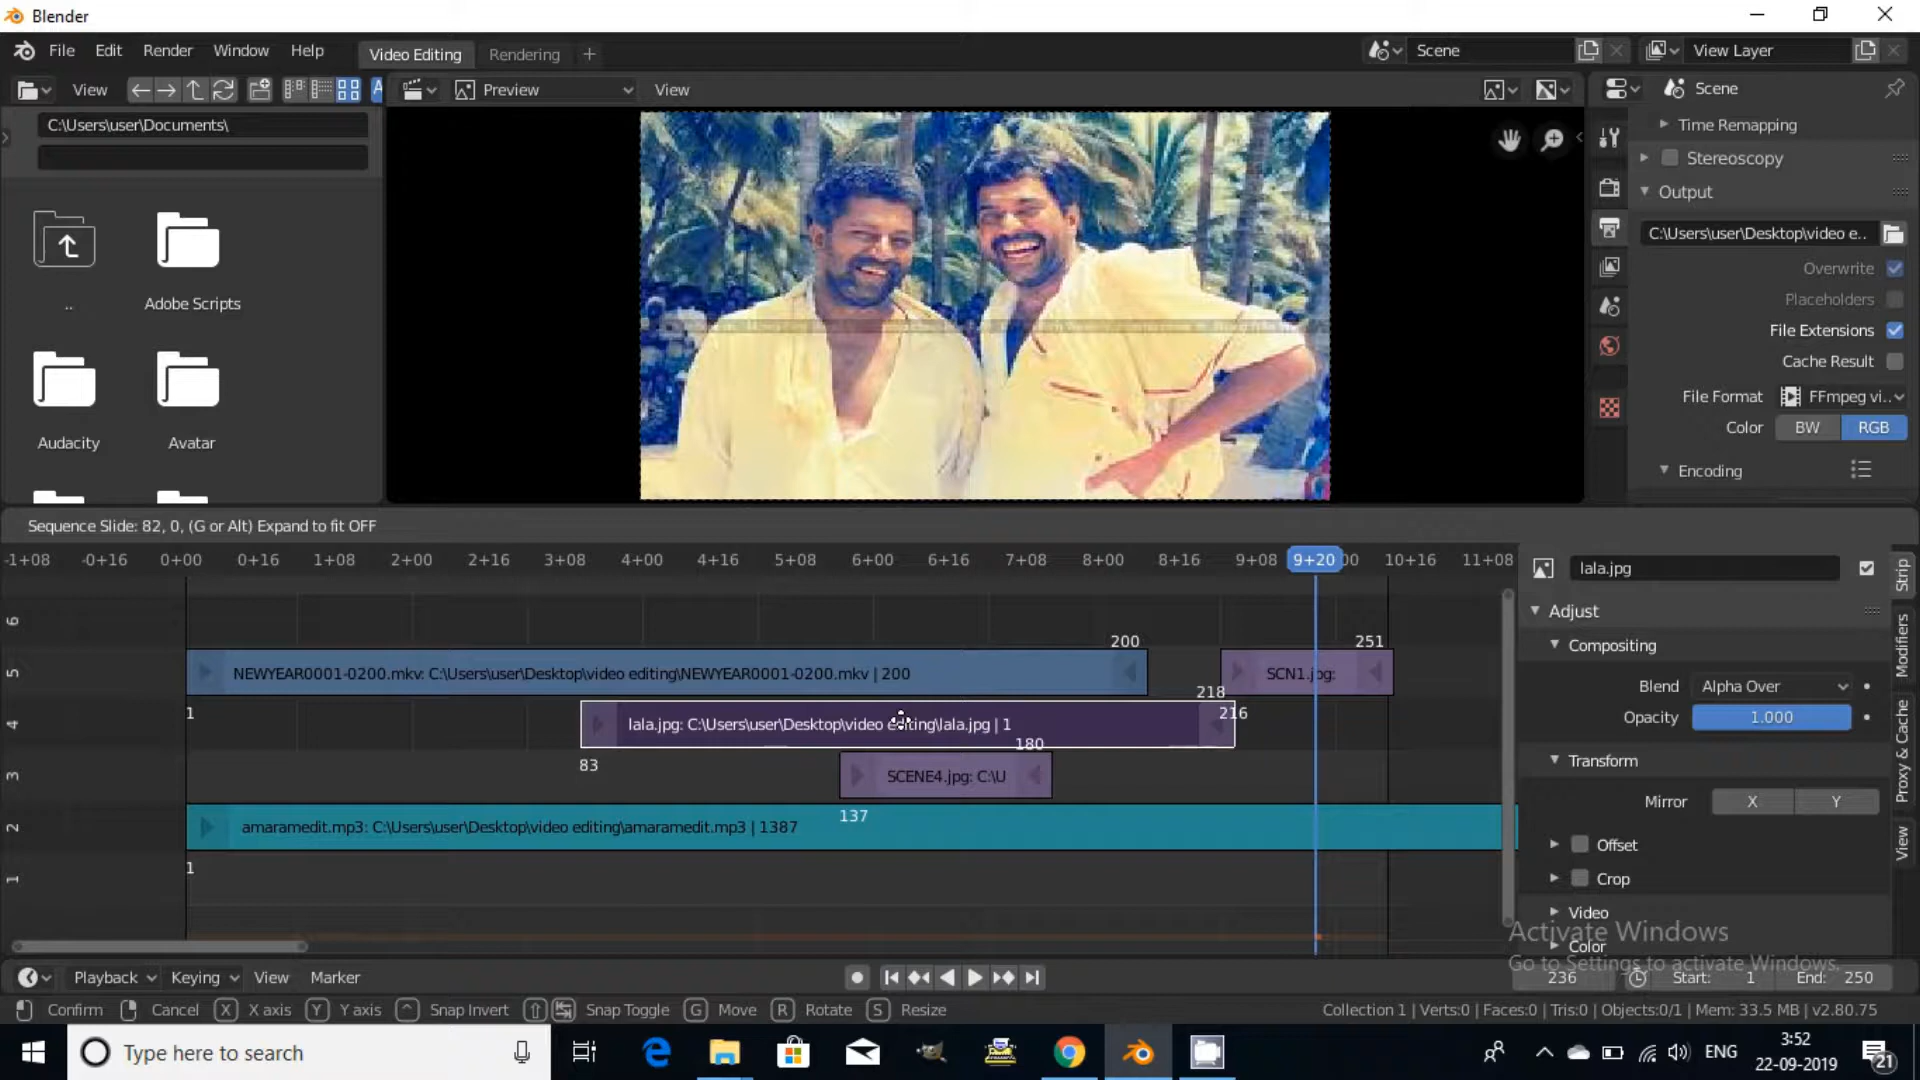 Blender
File Edit Render Window Help Video Editing Rendering + Scene View Layer
View Preview View Scene
C:\Users\user\Documents\
Time Remapping
Stereoscopy
Output
C:\Users\user\Desktop\video e..
..
Adobe Scripts
Overwrite
Placeholders
File Extensions
Cache Result
Audacity
Avatar
File Format FFmpeg vi..
Color BW RGB
Encoding
Sequence Slide: 82, 0, (G or Alt) Expand to fit OFF
-1+08 -0+16 0+00 0+16 1+08 2+00 2+16 3+08 4+00 4+16 5+08 6+00 6+16 7+08 8+00 8+16 9+08 9+20 00 10+16 11+08
lala.jpg
Strip
Adjust
6
200
251
Compositing
Modifiers
5
NEWYEAR0001-0200.mkv: C:\Users\user\Desktop\video editing\NEWYEAR0001-0200.mkv | 200
SCN1.jpg:
Blend Alpha Over
218
1
216
Opacity 1.000
4
lala.jpg: C:\Users\user\Desktop\video editing\lala.jpg | 1
180
Proxy & Cache
83
Transform
3
SCENE4.jpg: C:\U
Mirror X Y
137
2
amaramedit.mp3: C:\Users\user\Desktop\video editing\amaramedit.mp3 | 1387
View
Offset
1
1
Crop
Video
Activate Windows
Color
Go to Settings to activate Windows.
Playback Keying View Marker 236 Start: 1 End: 250
Confirm Cancel X X axis Y Y axis ^ Snap Invert Snap Toggle G Move R Rotate S Resize Collection 1 | Verts:0 | Faces:0 | Tris:0 | Objects:0/1 | Mem: 33.5 MB | v2.80.75
Type here to search
ENG
3:52
22-09-2019
21